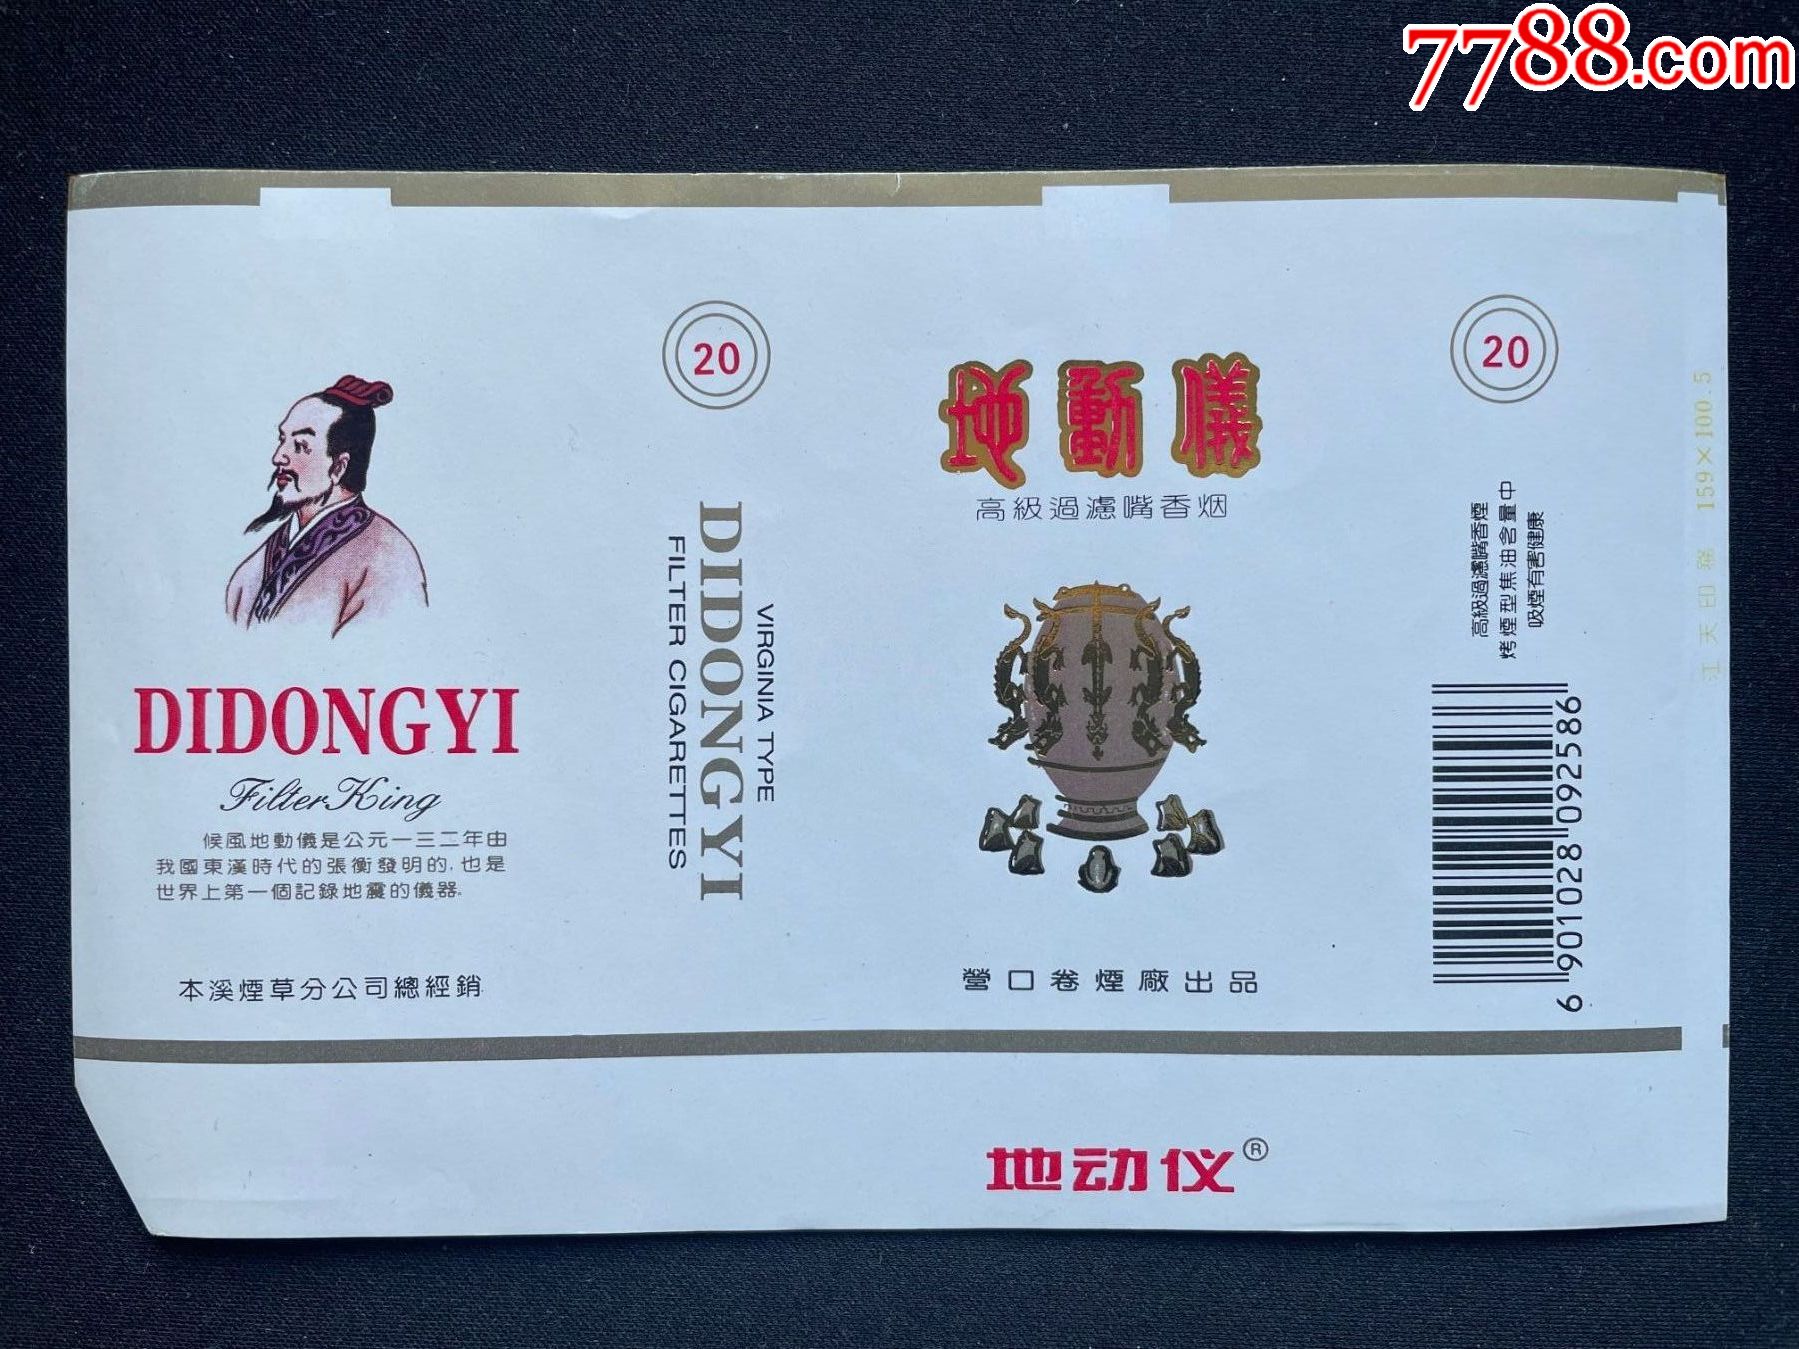 7788.com
DIDONGYI
Filter King
候風地動儀是公元一三二年由
我國東漢時代的張衡發明的,也是
世界上第一個記錄地震的儀器.
本溪煙草分公司總經銷
20
VIRGINIA TYPE
DIDONGYI
FILTER CIGARETTES
地動儀
高級過濾嘴香烟
營口卷煙廠出品
地动仪®
20
高級過濾嘴香煙
烤煙型焦油含量中
吸煙有害健康
6901028092586
天印
159×100.5